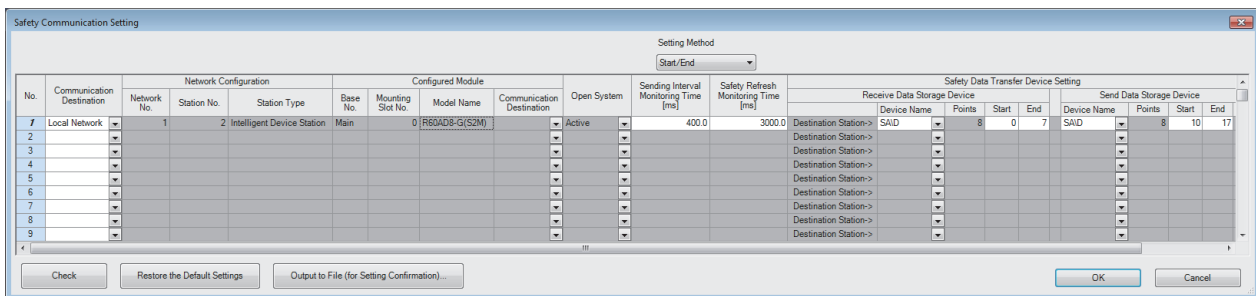 Safety Communication Setting
Setting Method
Start/End
No. Communication Destination Network Configuration Configured Module Open System Sending Interval Monitoring Time [ms] Safety Refresh Monitoring Time [ms] Safety Data Transfer Device Setting
Receive Data Storage Device Send Data Storage Device
Network No. Station No. Station Type Base No. Mounting Slot No. Model Name Communication Destination Device Name Points Start End Device Name Points Start End
1 Local Network 1 2 Intelligent Device Station Main 0 R60AD8-G(S2M) Active 400.0 3000.0 Destination Station-> SA\D 8 0 7 SA\D 8 10 17
2 Destination Station->
3 Destination Station->
4 Destination Station->
5 Destination Station->
6 Destination Station->
7 Destination Station->
8 Destination Station->
9 Destination Station->
Check Restore the Default Settings Output to File (for Setting Confirmation)... OK Cancel